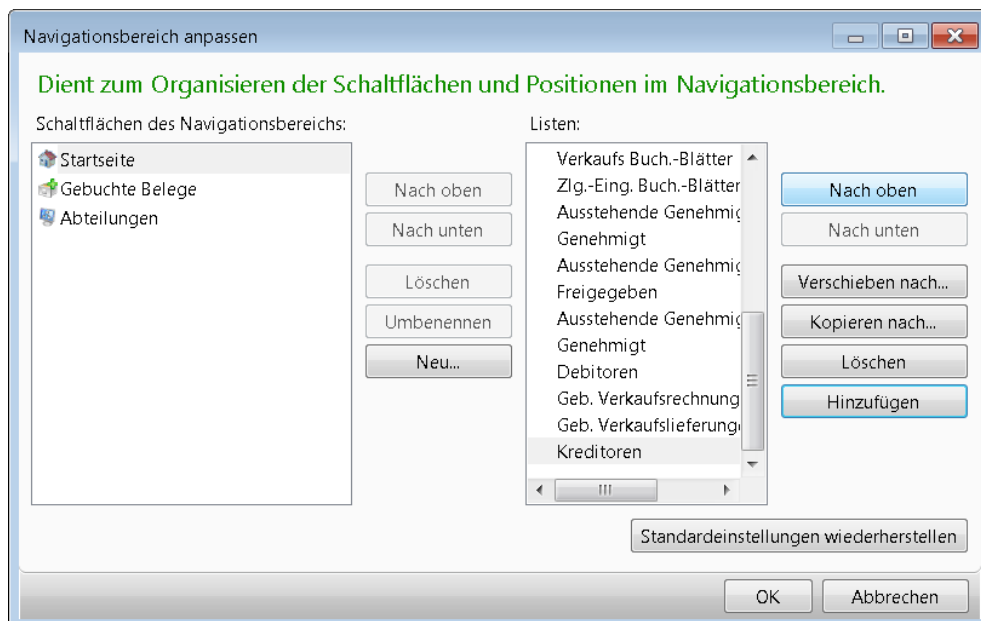 Navigationsbereich anpassen
Dient zum Organisieren der Schaltflächen und Positionen im Navigationsbereich.
Schaltflächen des Navigationsbereichs:
Startseite
Gebuchte Belege
Abteilungen
Nach oben
Nach unten
Löschen
Umbenennen
Neu...
Listen:
Verkaufs Buch.-Blätter
Zlg.-Eing. Buch.-Blätter
Ausstehende Genehmig
Genehmigt
Ausstehende Genehmig
Freigegeben
Ausstehende Genehmig
Genehmigt
Debitoren
Geb. Verkaufsrechnung
Geb. Verkaufslieferung
Kreditoren
Nach oben
Nach unten
Verschieben nach...
Kopieren nach...
Löschen
Hinzufügen
Standardeinstellungen wiederherstellen
OK
Abbrechen